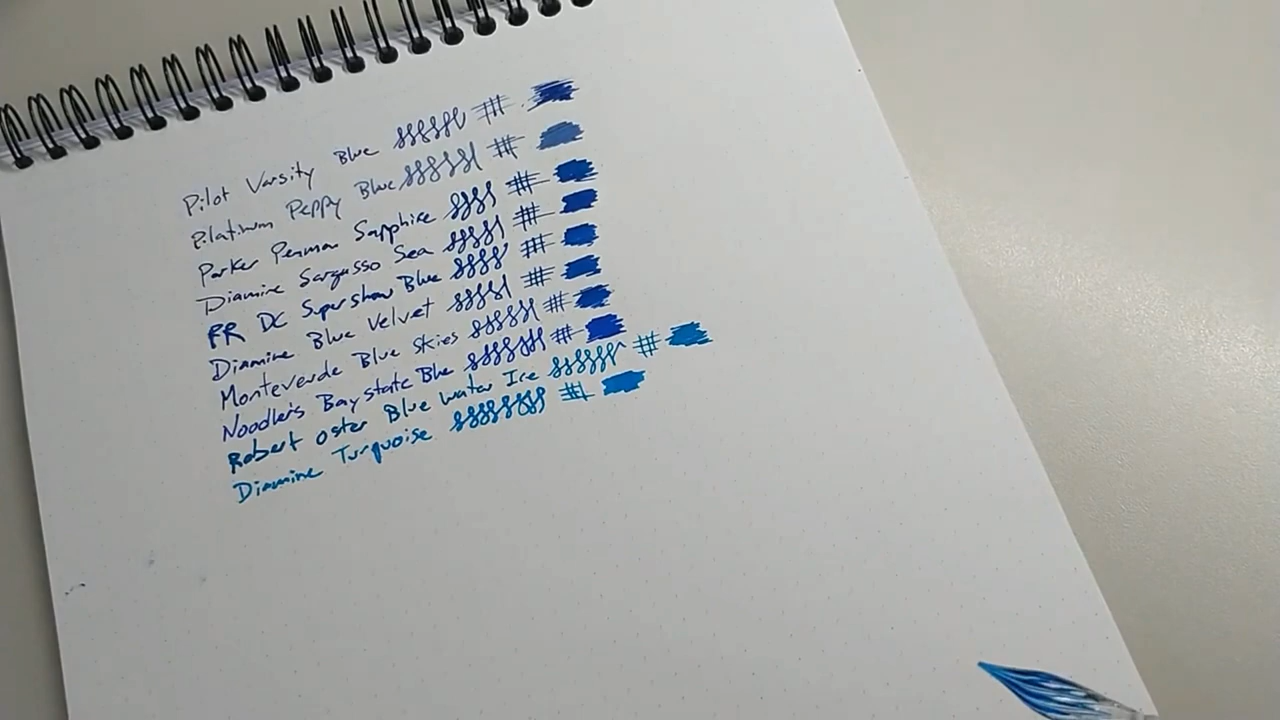 Pilot Varsity Blue
Platinum Peppy Blue
Parker Penman Sapphire
Diamine Sargasso Sea
FR DC Supershow Blue
Diamine Blue Velvet
Monteverde Blue Skies
Noodler's Baystate Blue
Robert Oster Blue Water Ice
Diamine Turquoise